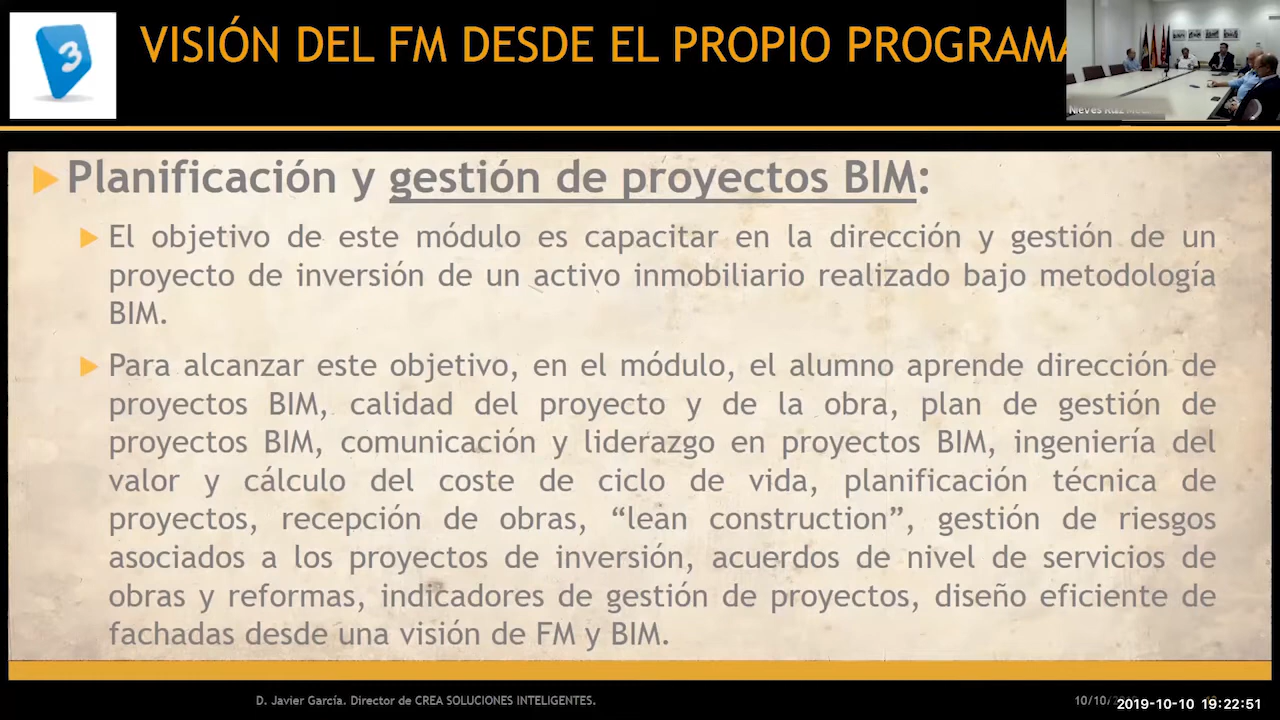 3
VISIÓN DEL FM DESDE EL PROPIO PROGRAMA
Nieves Ruiz
Planificación y gestión de proyectos BIM:
El objetivo de este módulo es capacitar en la dirección y gestión de un
proyecto de inversión de un activo inmobiliario realizado bajo metodología
BIM.
Para alcanzar este objetivo, en el módulo, el alumno aprende dirección de
proyectos BIM, calidad del proyecto y de la obra, plan de gestión de
proyectos BIM, comunicación y liderazgo en proyectos BIM, ingeniería del
valor y cálculo del coste de ciclo de vida, planificación técnica de
proyectos, recepción de obras, “lean construction”, gestión de riesgos
asociados a los proyectos de inversión, acuerdos de nivel de servicios de
obras y reformas, indicadores de gestión de proyectos, diseño eficiente de
fachadas desde una visión de FM y BIM.
D. Javier García. Director de CREA SOLUCIONES INTELIGENTES.
10/10/
2019-10-10 19:22:51